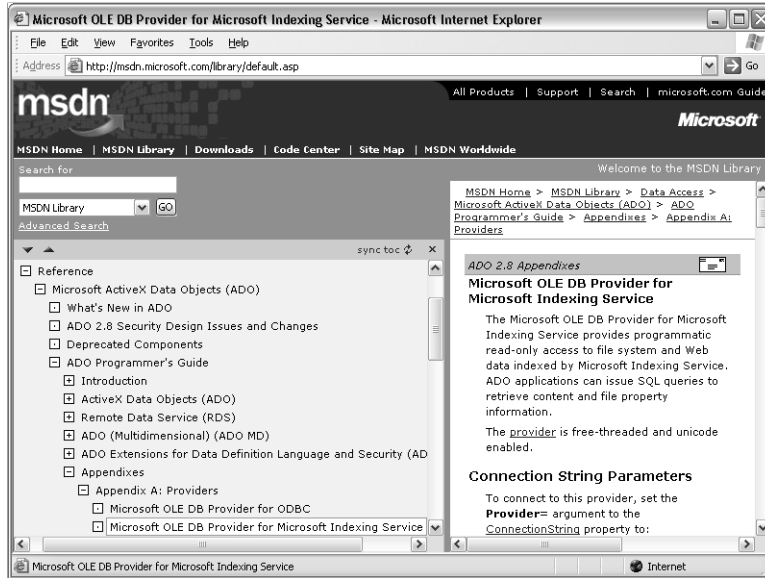 Microsoft OLE DB Provider for Microsoft Indexing Service - Microsoft Internet Explorer
File Edit View Favorites Tools Help
Address http://msdn.microsoft.com/library/default.asp Go
All Products | Support | Search | microsoft.com Guide
msdn
Microsoft
MSDN Home | MSDN Library | Downloads | Code Center | Site Map | MSDN Worldwide
Welcome to the MSDN Library
Search for
MSDN Library GO
Advanced Search
sync toc
Reference
Microsoft ActiveX Data Objects (ADO)
What's New in ADO
ADO 2.8 Security Design Issues and Changes
Deprecated Components
ADO Programmer's Guide
Introduction
ActiveX Data Objects (ADO)
Remote Data Service (RDS)
ADO (Multidimensional) (ADO MD)
ADO Extensions for Data Definition Language and Security (AD
Appendixes
Appendix A: Providers
Microsoft OLE DB Provider for ODBC
Microsoft OLE DB Provider for Microsoft Indexing Service
MSDN Home > MSDN Library > Data Access >
Microsoft ActiveX Data Objects (ADO) > ADO
Programmer's Guide > Appendixes > Appendix A:
Providers
ADO 2.8 Appendixes
Microsoft OLE DB Provider for
Microsoft Indexing Service
The Microsoft OLE DB Provider for Microsoft
Indexing Service provides programmatic
read-only access to file system and Web
data indexed by Microsoft Indexing Service.
ADO applications can issue SQL queries to
retrieve content and file property
information.
The provider is free-threaded and unicode
enabled.
Connection String Parameters
To connect to this provider, set the
Provider= argument to the
ConnectionString property to:
Microsoft OLE DB Provider for Microsoft Indexing Service
Internet